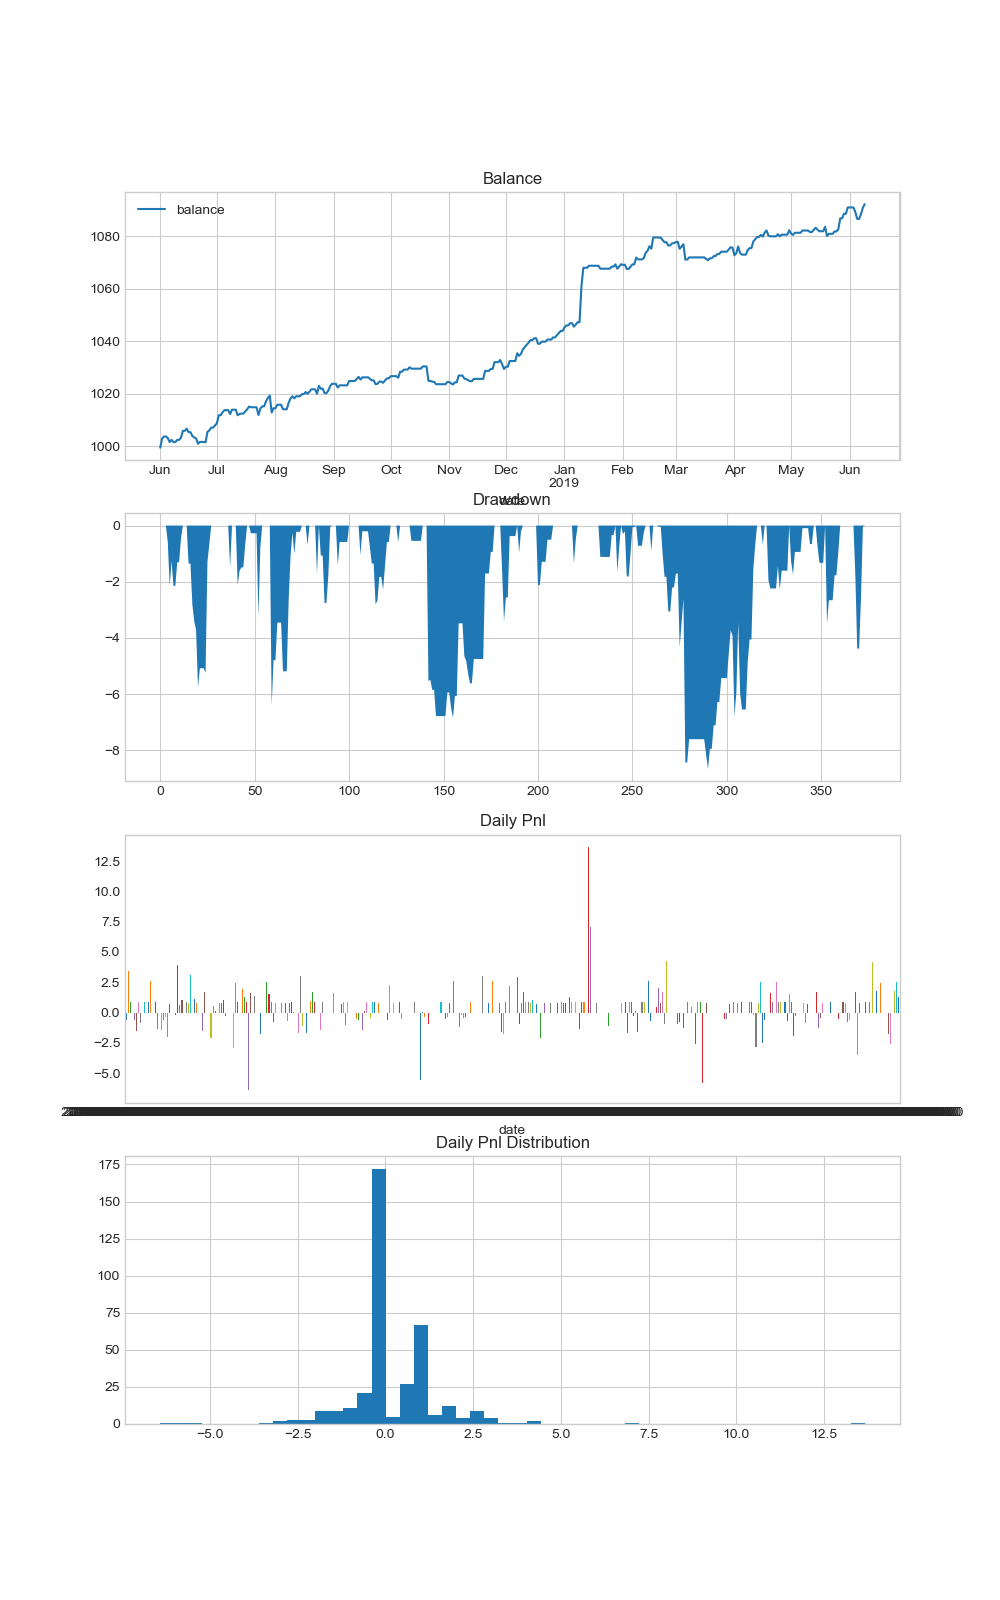 Balance
balance
1080
1060
1040
1020
1000
Jun Jul Aug Sep Oct Nov Dec Jan Feb Mar Apr May Jun
2019
date
Drawdown
0
−2
−4
−6
−8
0 50 100 150 200 250 300 350
Daily Pnl
12.5
10.0
7.5
5.0
2.5
0.0
−2.5
−5.0
date
Daily Pnl Distribution
175
150
125
100
75
50
25
0
−5.0 −2.5 0.0 2.5 5.0 7.5 10.0 12.5